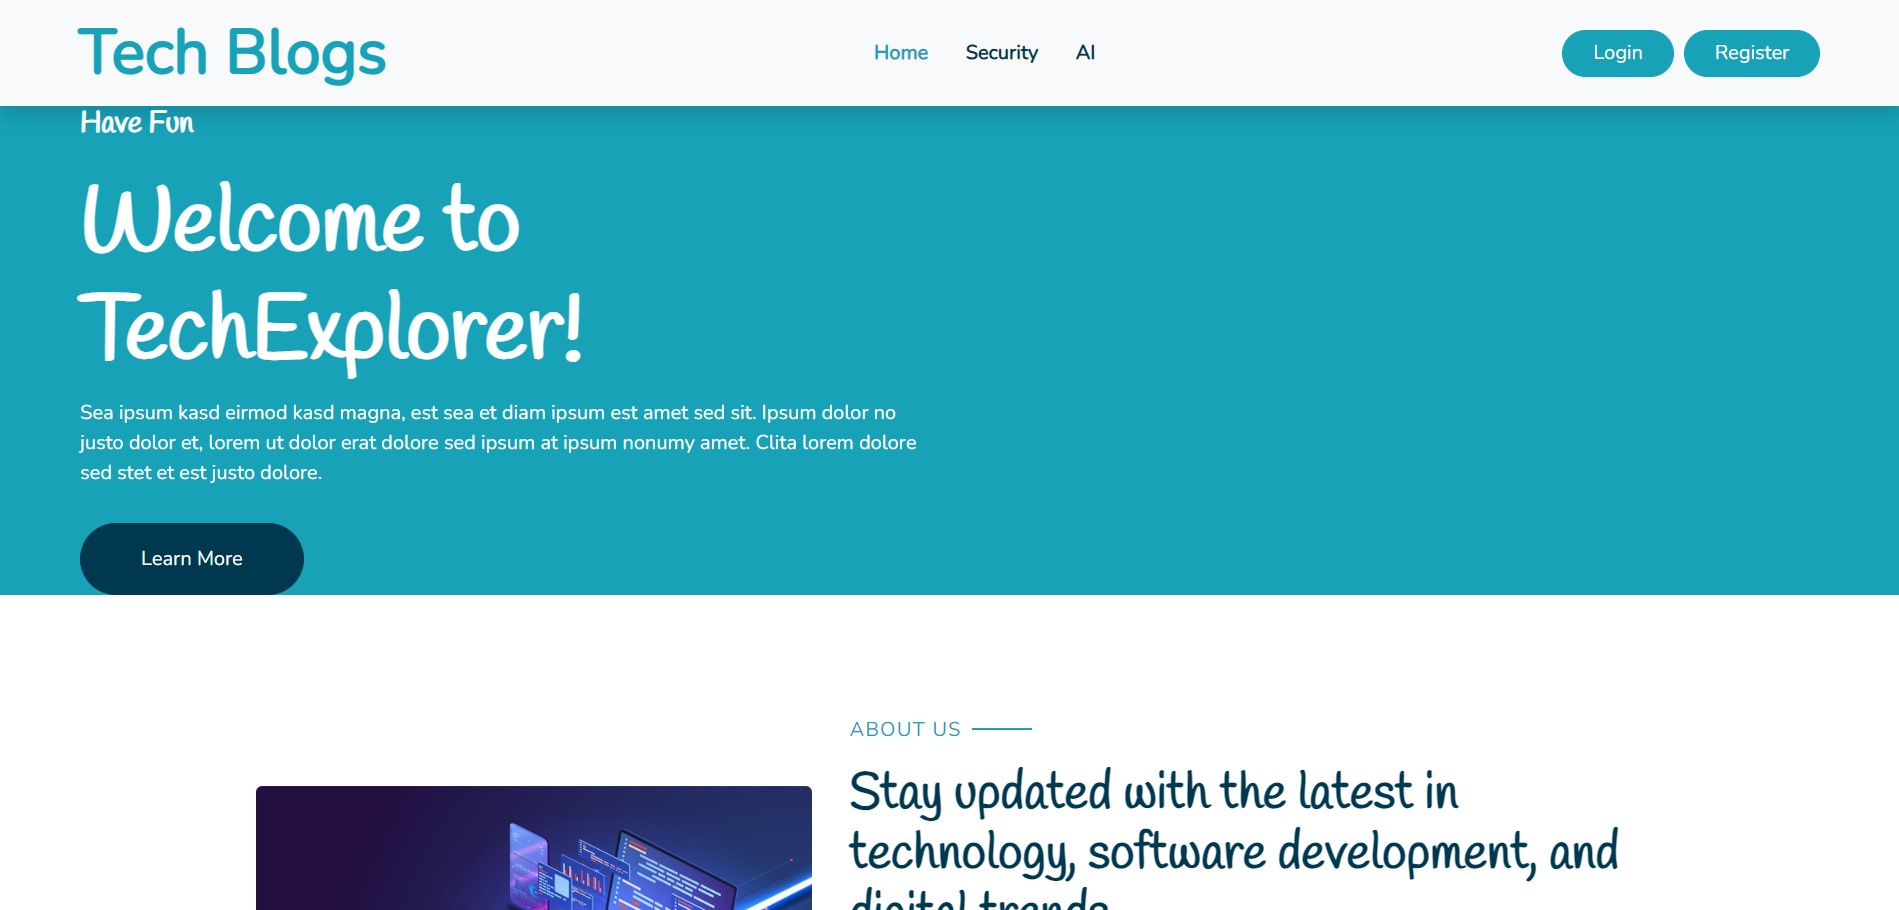 Tech Blogs
Home Security AI
Login Register
Have Fun
Welcome to
TechExplorer!
Sea ipsum kasd eirmod kasd magna, est sea et diam ipsum est amet sed sit. Ipsum dolor no
justo dolor et, lorem ut dolor erat dolore sed ipsum at ipsum nonumy amet. Clita lorem dolore
sed stet et est justo dolore.
Learn More
ABOUT US
Stay updated with the latest in
technology, software development, and
digital trends